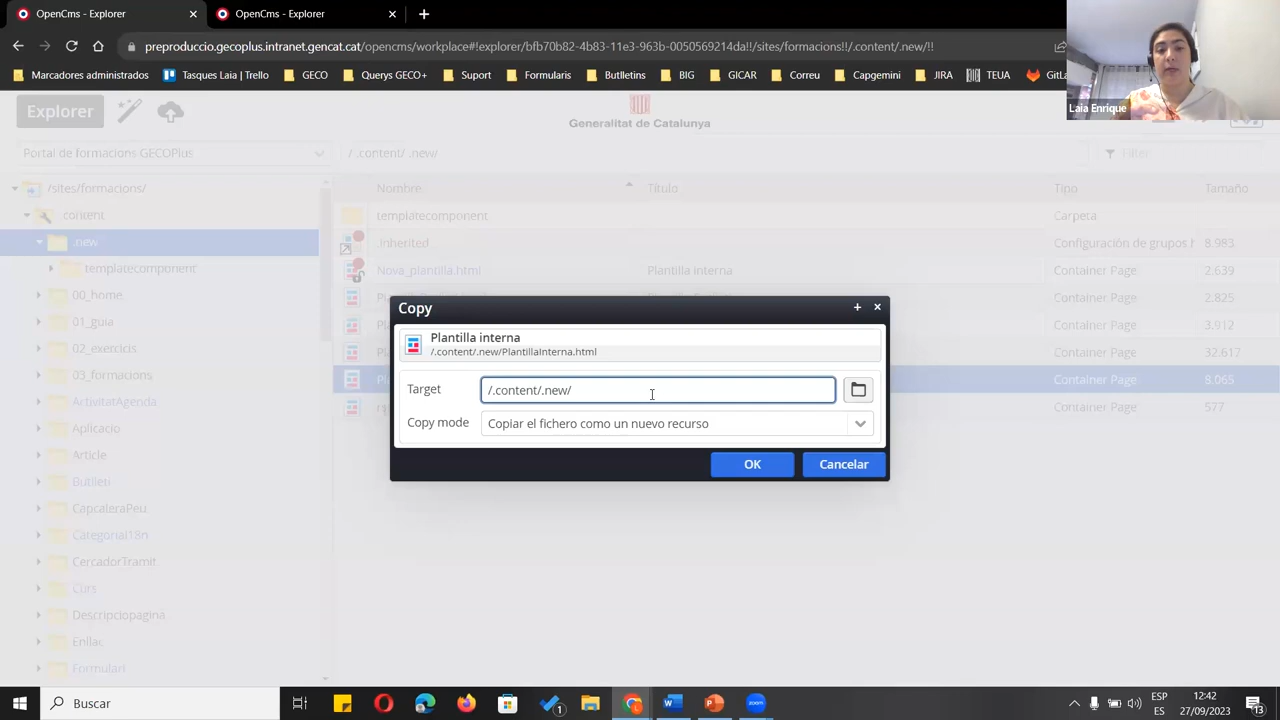 OpenCms - Explorer
OpenCms - Explorer
preproduccio.gecoplus.intranet.gencat.cat/opencms/workplace#!explorer/bfb70b82-4b83-11e3-963b-0050569214da!!/sites/formacions!!/.content/.new/!!
Marcadores administrados
Tasques Laia | Trello
GECO
Querys
Suport
Formularis
Butlletins
BIG
GICAR
Correu
Capgemini
JIRA
TEUA
GitLa
Laia Enrique
Explorer
Generalitat de Catalunya
Portal de formacions GECOPlus
/ .content/ .new/
Filter
/sites/formacions/
Nombre
Título
Tipo
Tamaño
.content
templatecomponent
Carpeta
.new
.inherited
Configuración de grupos h
8.983
templatecomponent
Nova_plantilla.html
Plantilla interna
Container Page
2.639
00_home
Container Page
2.825
01_guia
Container Page
3.912
02_exercicis
Container Page
32.617
03_formacions
Container Page
8.065
ActivitatAgenda
Container Page
577
Aplicacio
Article
Butlleti
CapcaleraPeu
CategoriaI18n
CercadorTramit
Curs
Descripciopagina
Enllac
Formulari
Copy
Plantilla interna
/.content/.new/PlantillaInterna.html
Target
/.content/.new/
Copy mode
Copiar el fichero como un nuevo recurso
OK
Cancelar
Buscar
1
zoom
ESP
ES
12:42
27/09/2023
13